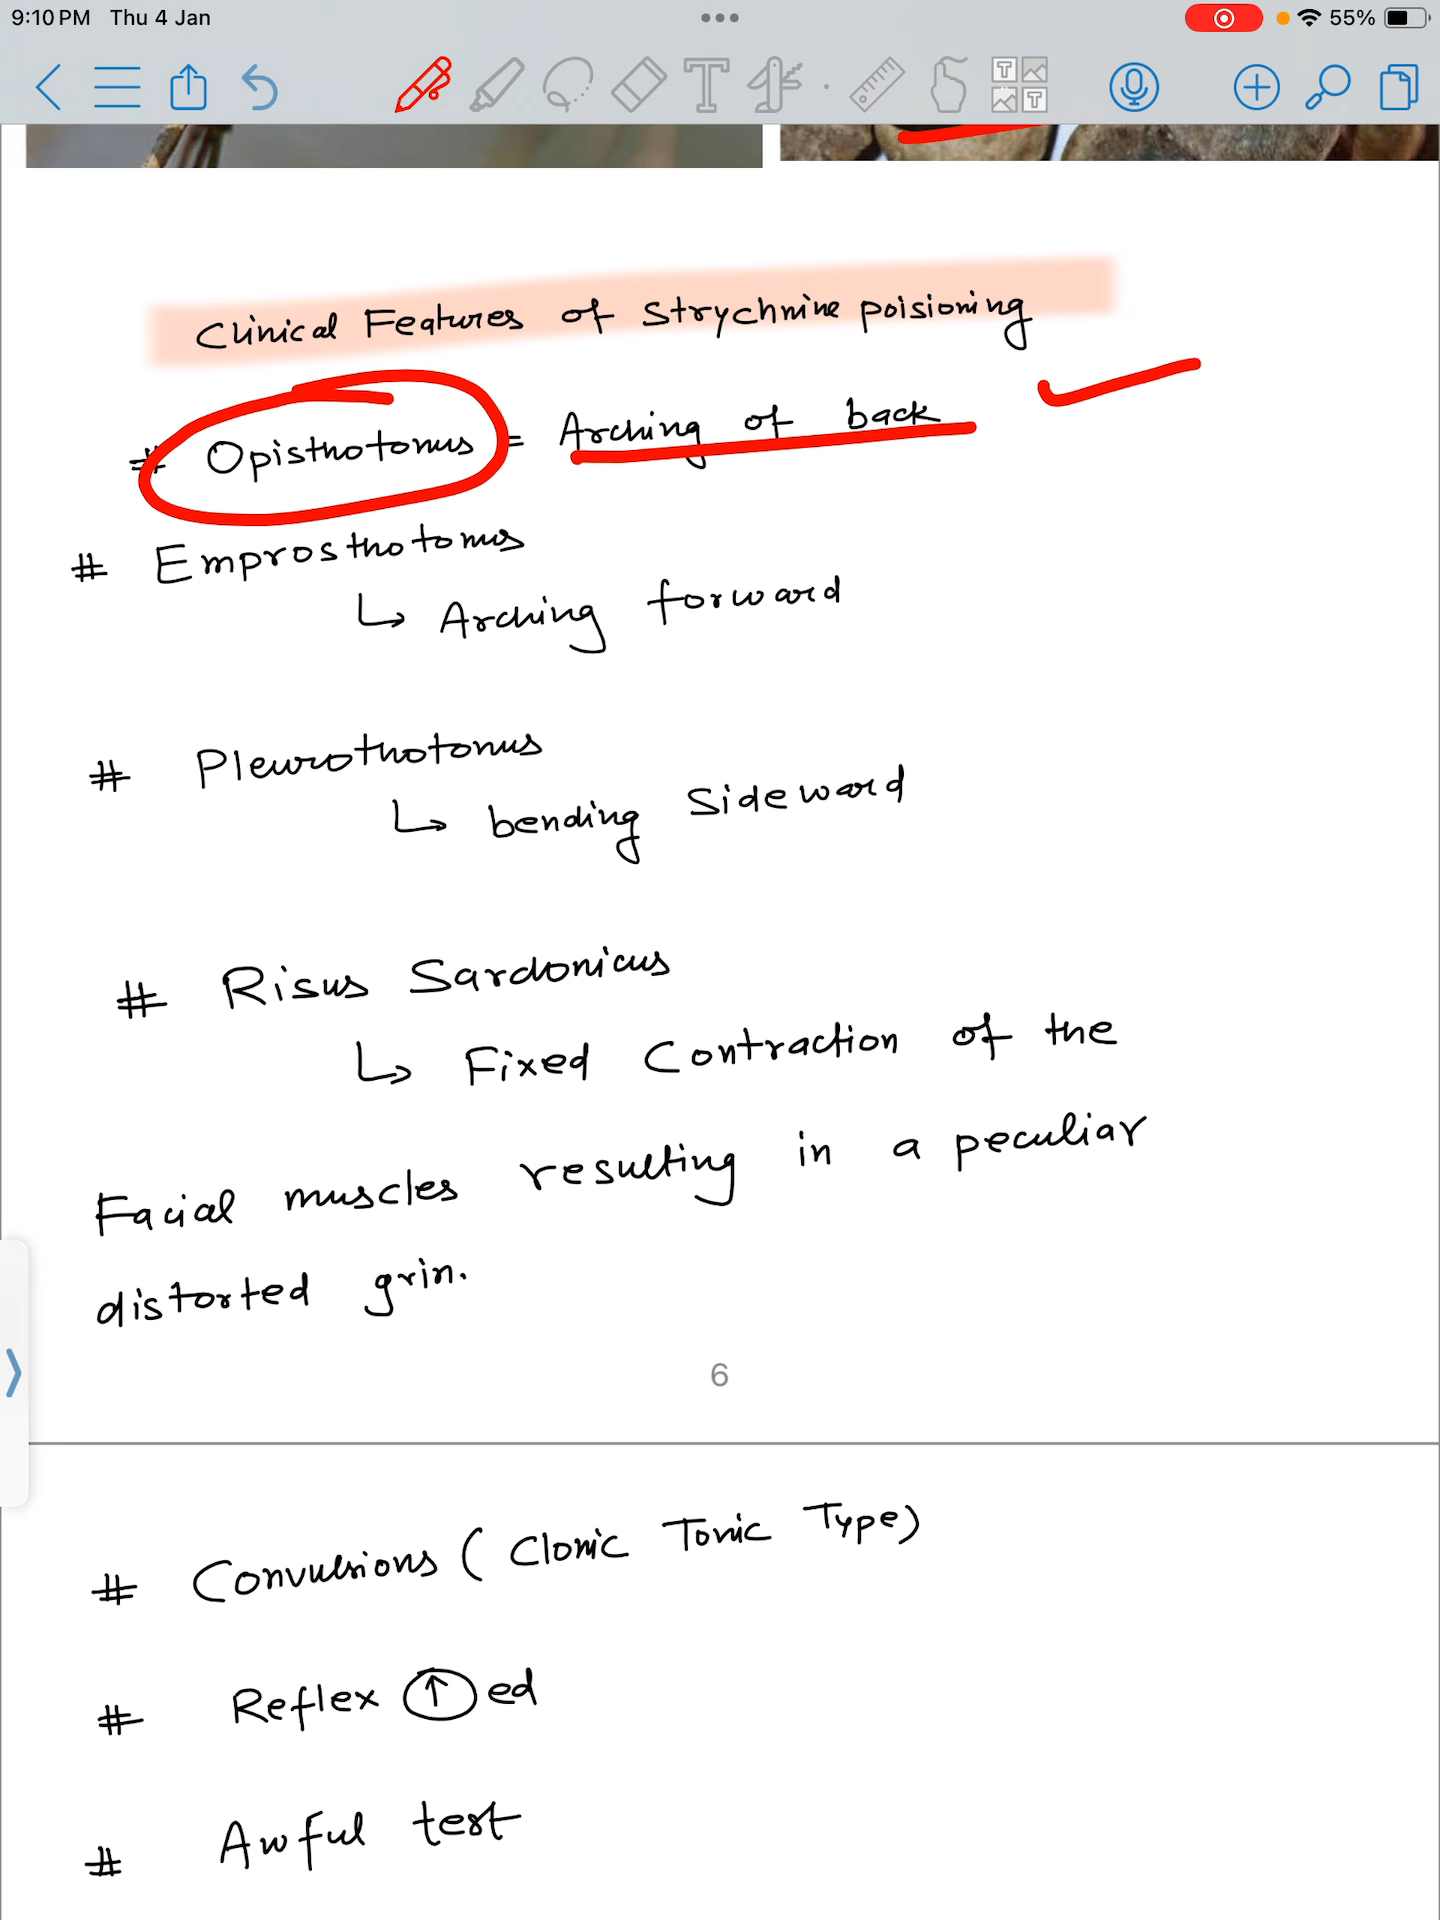 9:10 PM Thu 4 Jan
55%
Clinical Features of Strychnine poisioning
# Opisthotonus = Arching of back
# Emprosthotomus
↳ Arching forward
# Pleurothotonus
↳ bending Sideward
# Risus Sardonicus
↳ Fixed Contraction of the
Facial muscles resulting in a peculiar
distorted grin.
6
# Convulsions ( Clonic Tonic Type)
# Reflex ↑ ed
# Awful test